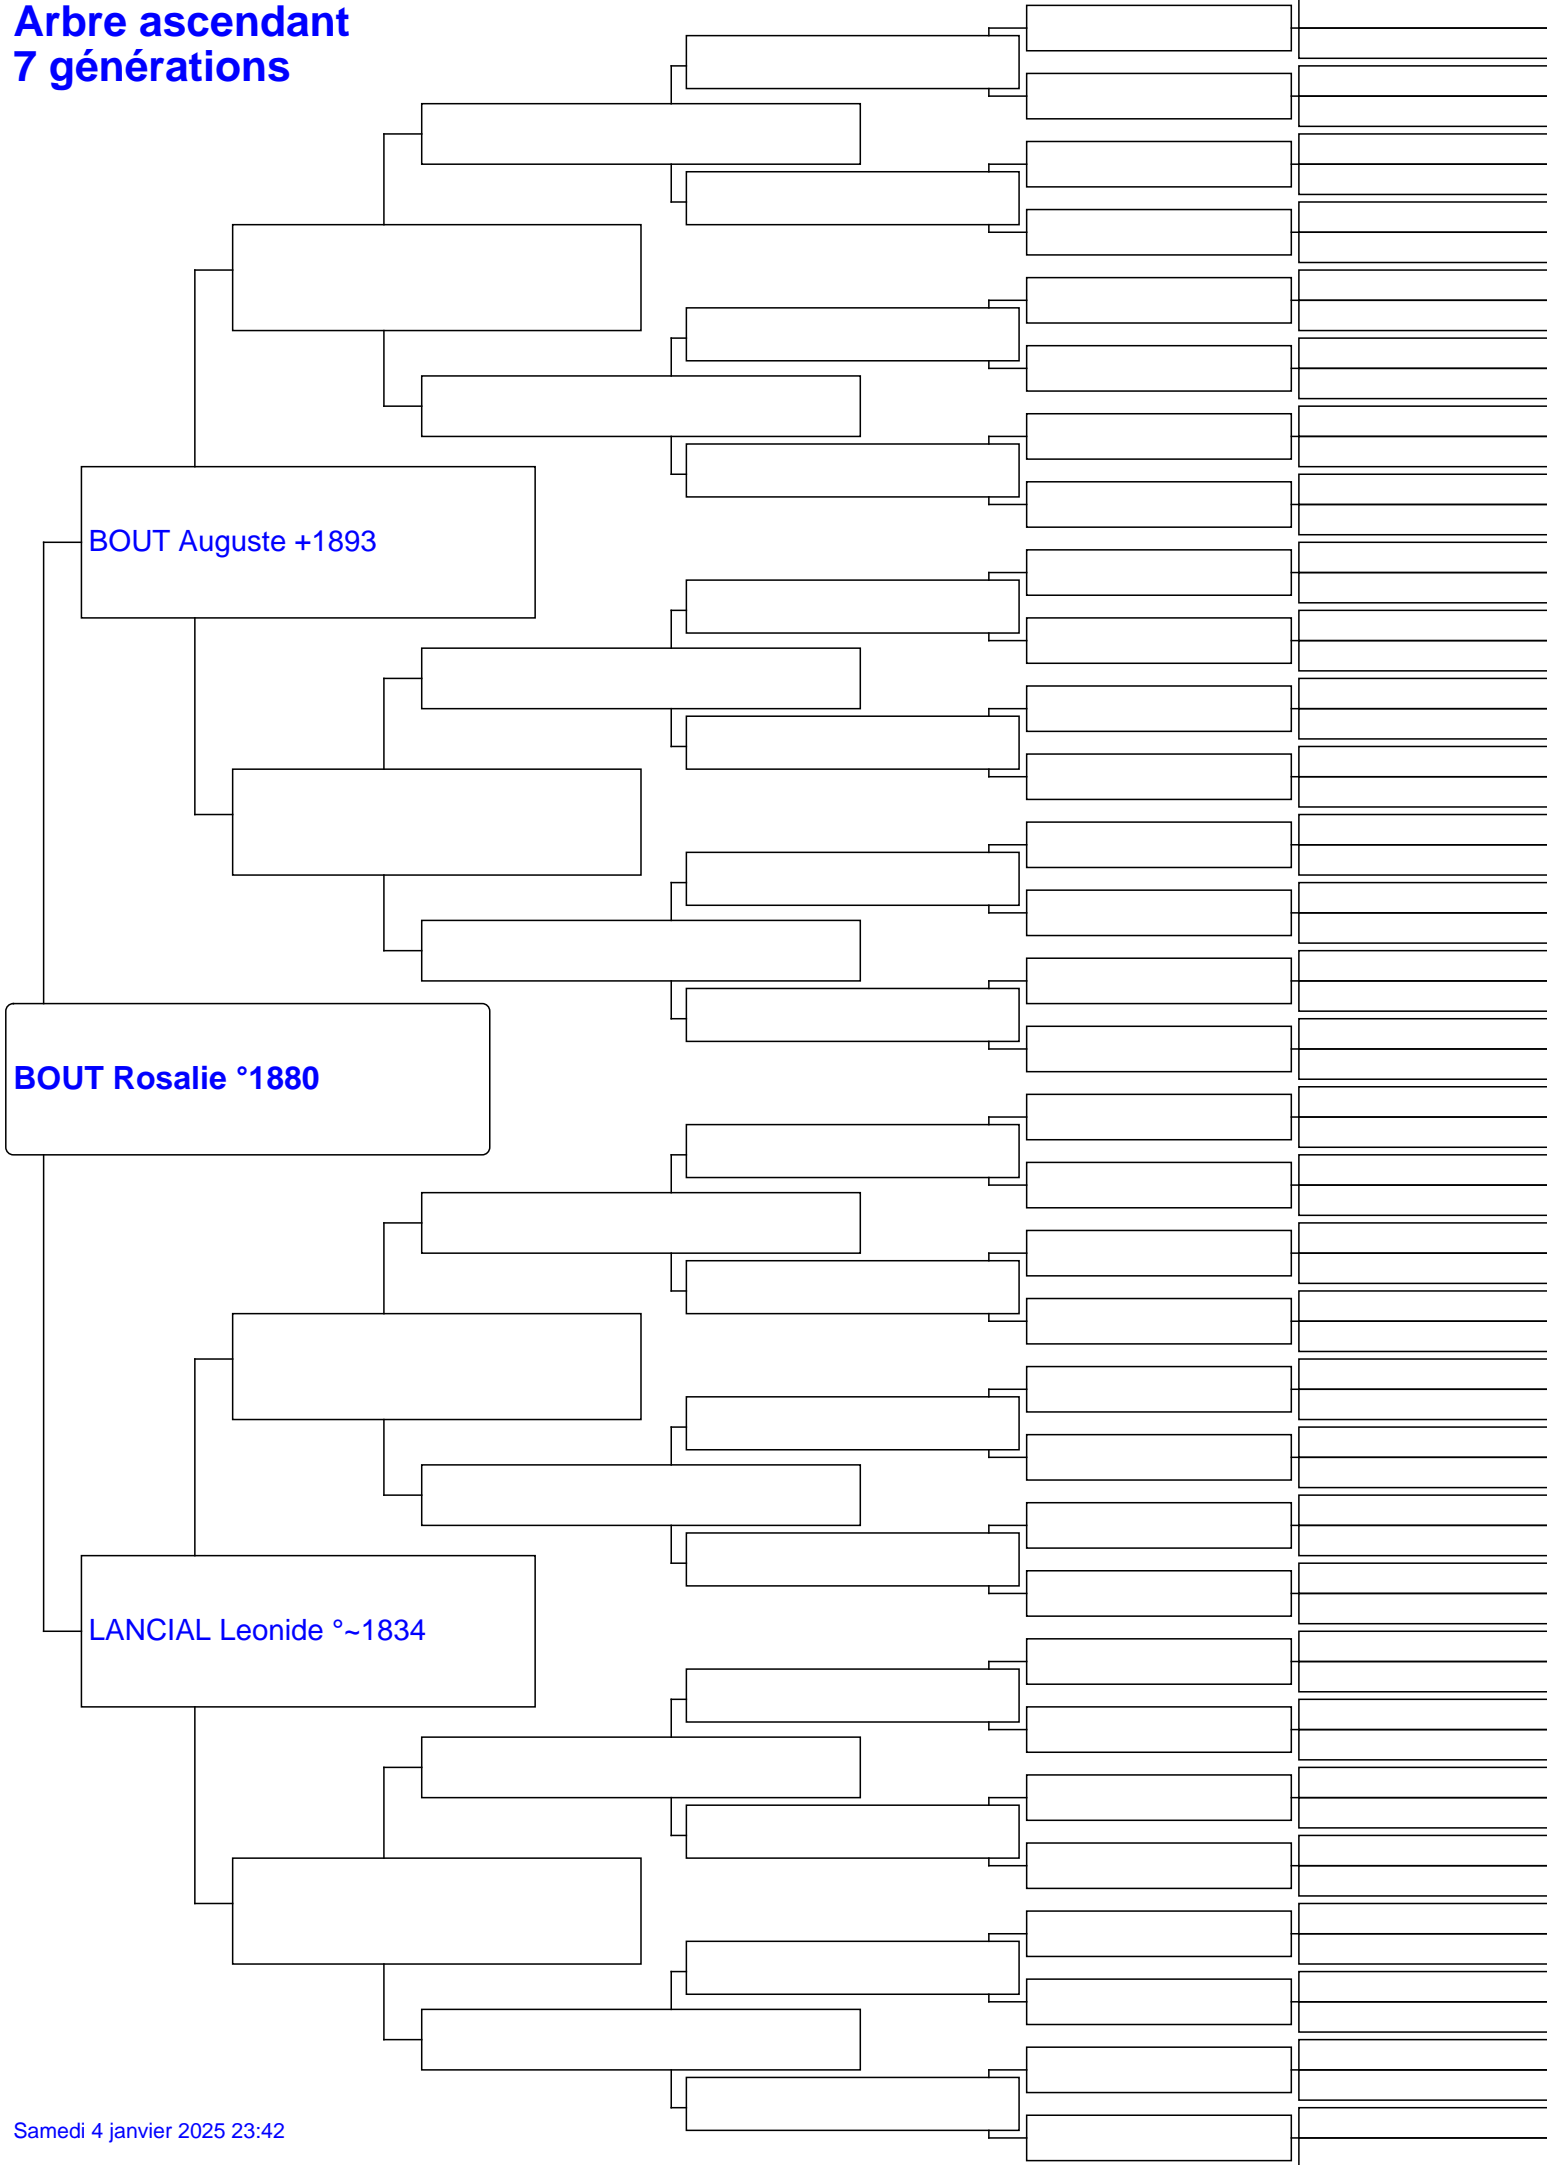 Arbre ascendant
7 générations
BOUT Auguste +1893
BOUT Rosalie °1880
LANCIAL Leonide °~1834
Samedi 4 janvier 2025 23:42